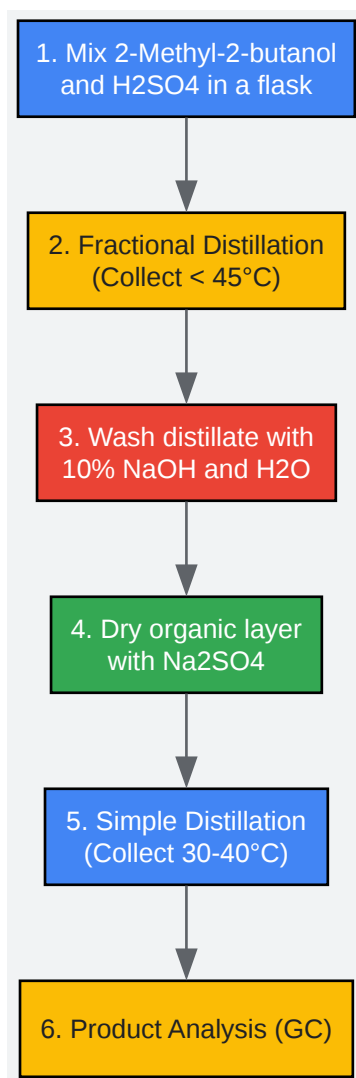 1. Mix 2-Methyl-2-butanol
and H2SO4 in a flask
2. Fractional Distillation
(Collect < 45°C)
3. Wash distillate with
10% NaOH and H2O
4. Dry organic layer
with Na2SO4
5. Simple Distillation
(Collect 30-40°C)
6. Product Analysis (GC)